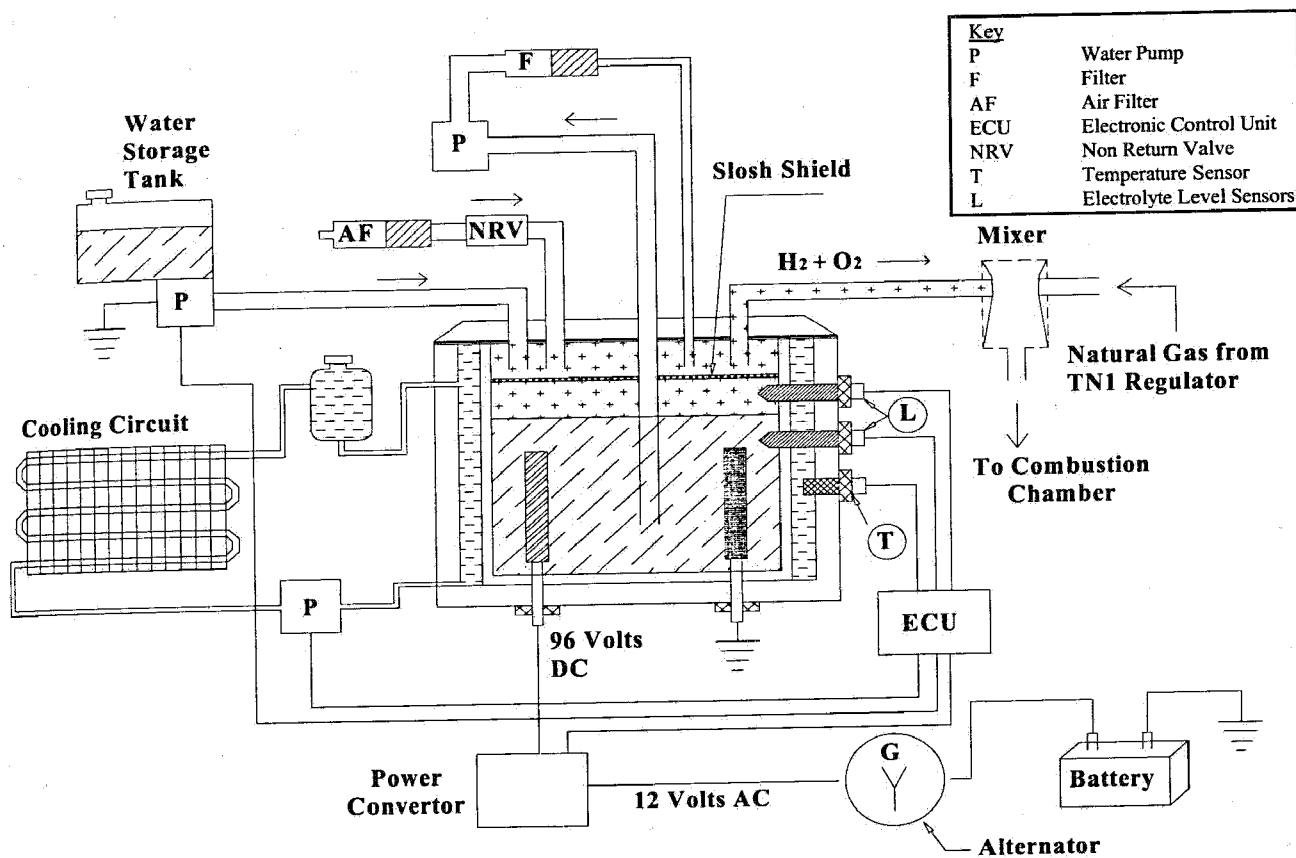 Key
P Water Pump
F Filter
AF Air Filter
ECU Electronic Control Unit
NRV Non Return Valve
T Temperature Sensor
L Electrolyte Level Sensors
F
Water
Storage
Tank
P
Slosh Shield
AF
NRV
Mixer
H2 + O2
P
Natural Gas from
TN1 Regulator
L
Cooling Circuit
To Combustion
Chamber
T
P
ECU
96 Volts
DC
G
Power
Convertor
12 Volts AC
Battery
Alternator